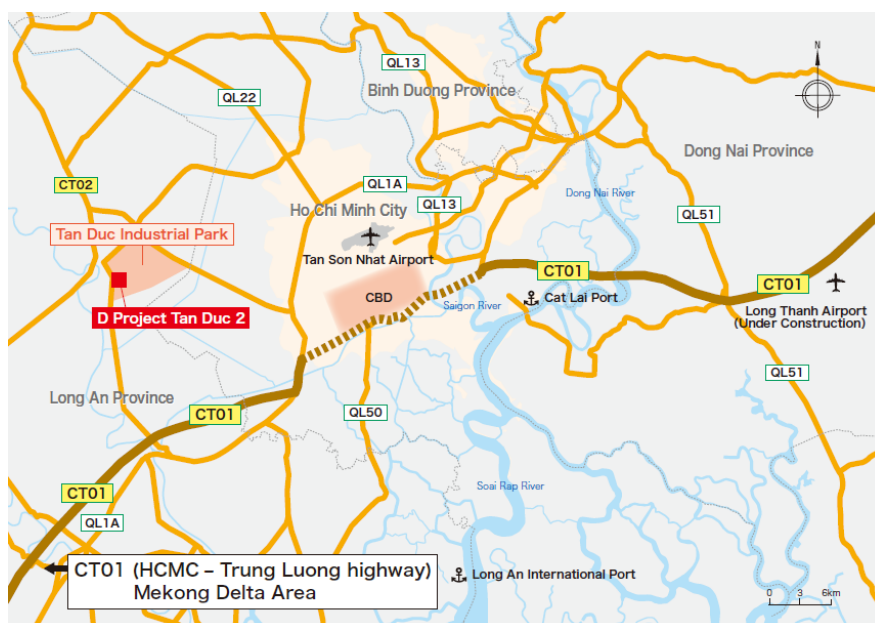 N
QL13
Binh Duong Province
QL22
Dong Nai Province
CT02
QL1A
Dong Nai River
Ho Chi Minh City
QL13
QL51
Tan Duc Industrial Park
Tan Son Nhat Airport
CT01
CT01
CBD
Saigon River
Cat Lai Port
D Project Tan Duc 2
Long Thanh Airport
(Under Construction)
QL51
Long An Province
CT01
QL50
Soai Rap River
CT01
QL1A
CT01 (HCMC – Trung Luong highway)
Mekong Delta Area
Long An International Port
0 3 6km